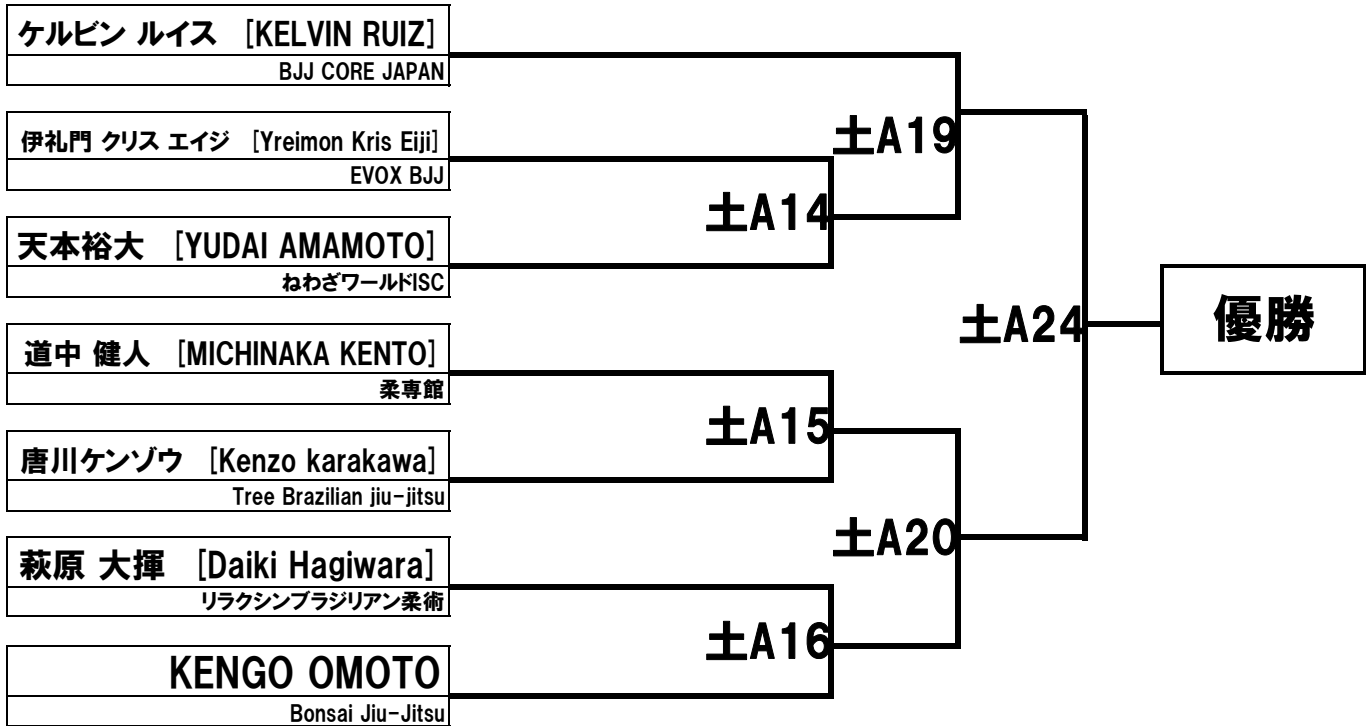 ケルビン ルイス [KELVIN RUIZ]
BJJ CORE JAPAN
伊礼門 クリス エイジ [Yreimon Kris Eiji]
EVOX BJJ
天本裕大 [YUDAI AMAMOTO]
ねわざワールドISC
道中 健人 [MICHINAKA KENTO]
柔専館
唐川ケンゾウ [Kenzo karakawa]
Tree Brazilian jiu-jitsu
萩原 大揮 [Daiki Hagiwara]
リラクシンブラジリアン柔術
KENGO OMOTO
Bonsai Jiu-Jitsu
土A14
土A15
土A16
土A19
土A20
土A24
優勝